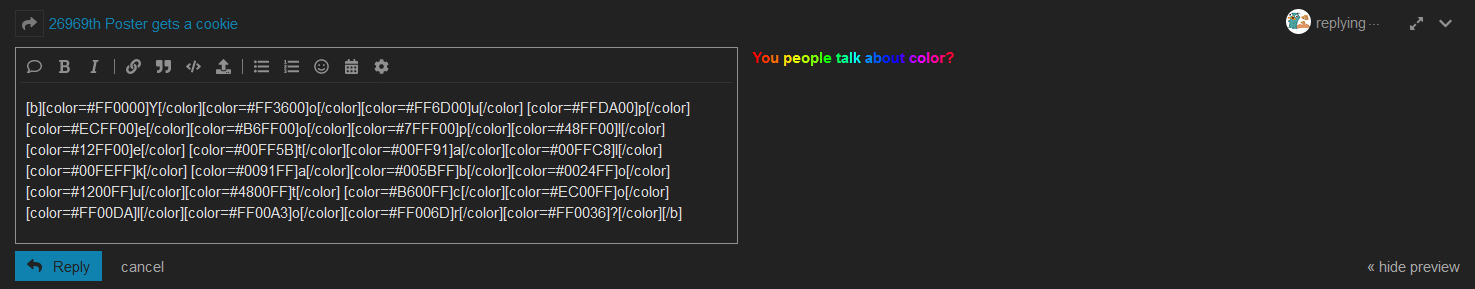 26969th Poster gets a cookie
replying ...
You people talk about color?
[b][color=#FF0000]Y[/color][color=#FF3600]o[/color][color=#FF6D00]u[/color] [color=#FFDA00]p[/color]
[color=#ECFF00]e[/color][color=#B6FF00]o[/color][color=#7FFF00]p[/color][color=#48FF00]l[/color]
[color=#12FF00]e[/color] [color=#00FF5B]t[/color][color=#00FF91]a[/color][color=#00FFC8]l[/color]
[color=#00FEFF]k[/color] [color=#0091FF]a[/color][color=#005BFF]b[/color][color=#0024FF]o[/color]
[color=#1200FF]u[/color][color=#4800FF]t[/color] [color=#B600FF]c[/color][color=#EC00FF]o[/color]
[color=#FF00DA]l[/color][color=#FF00A3]o[/color][color=#FF006D]r[/color][color=#FF0036]?[/color][/b]
Reply
cancel
« hide preview